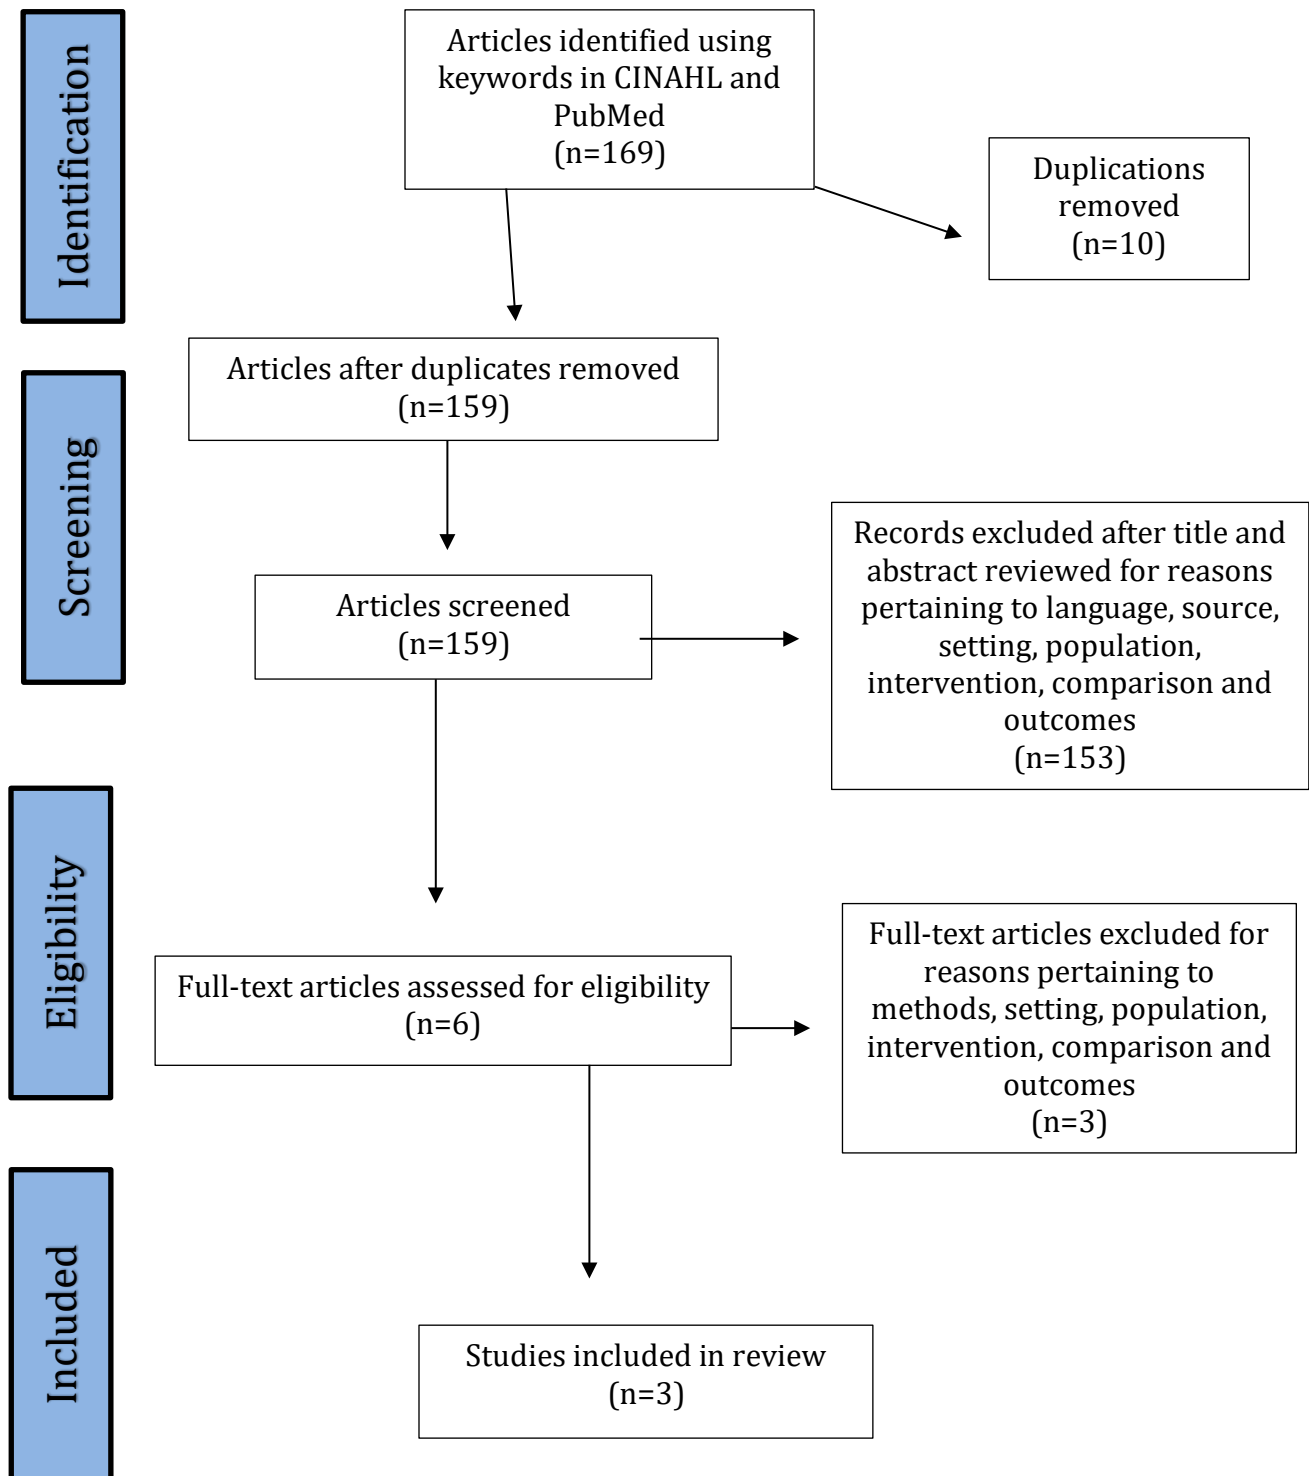 Identification
Articles identified using
keywords in CINAHL and
PubMed
(n=169)
Duplications
removed
(n=10)
Articles after duplicates removed
(n=159)
Screening
Articles screened
(n=159)
Records excluded after title and
abstract reviewed for reasons
pertaining to language, source,
setting, population,
intervention, comparison and
outcomes
(n=153)
Eligibility
Full-text articles assessed for eligibility
(n=6)
Full-text articles excluded for
reasons pertaining to
methods, setting, population,
intervention, comparison and
outcomes
(n=3)
Included
Studies included in review
(n=3)